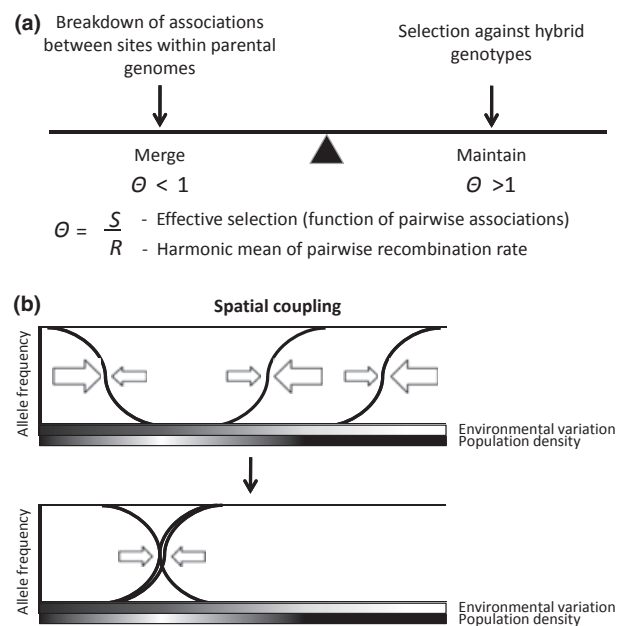 (a)
Breakdown of associations
between sites within parental
genomes
Selection against hybrid
genotypes
Merge
Maintain
Θ < 1
Θ >1
Θ = S/R
- Effective selection (function of pairwise associations)
- Harmonic mean of pairwise recombination rate
(b)
Spatial coupling
Allele frequency
Environmental variation
Population density
Allele frequency
Environmental variation
Population density